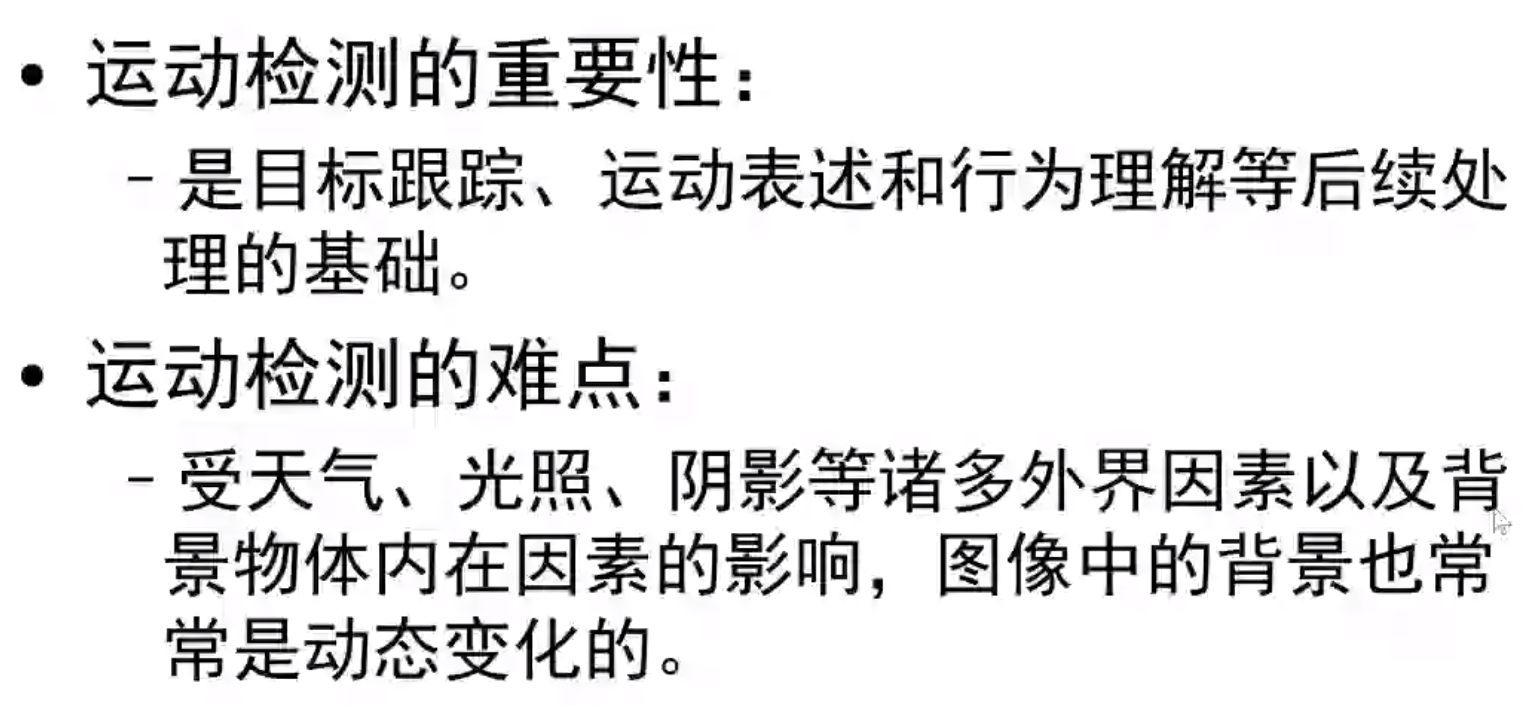 • 运动检测的重要性：
– 是目标跟踪、运动表述和行为理解等后续处
理的基础。
• 运动检测的难点：
– 受天气、光照、阴影等诸多外界因素以及背
景物体内在因素的影响，图像中的背景也常
常是动态变化的。